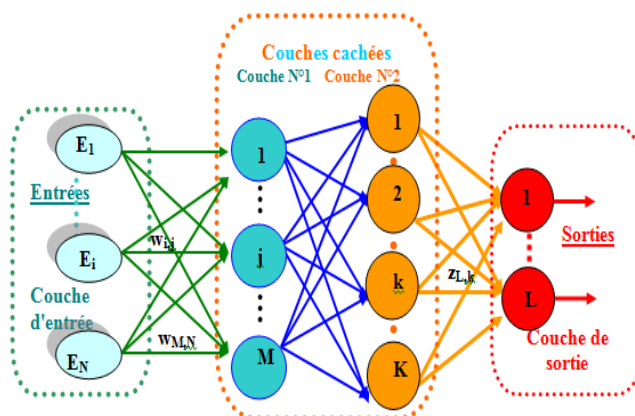 Couches cachées
Couche N°1
Couche N°2
Entrées
E1
Ei
EN
Couche
d'entrée
wi,j
wM,N
1
j
M
1
2
k
K
zL,k
1
L
Sorties
Couche de
sortie